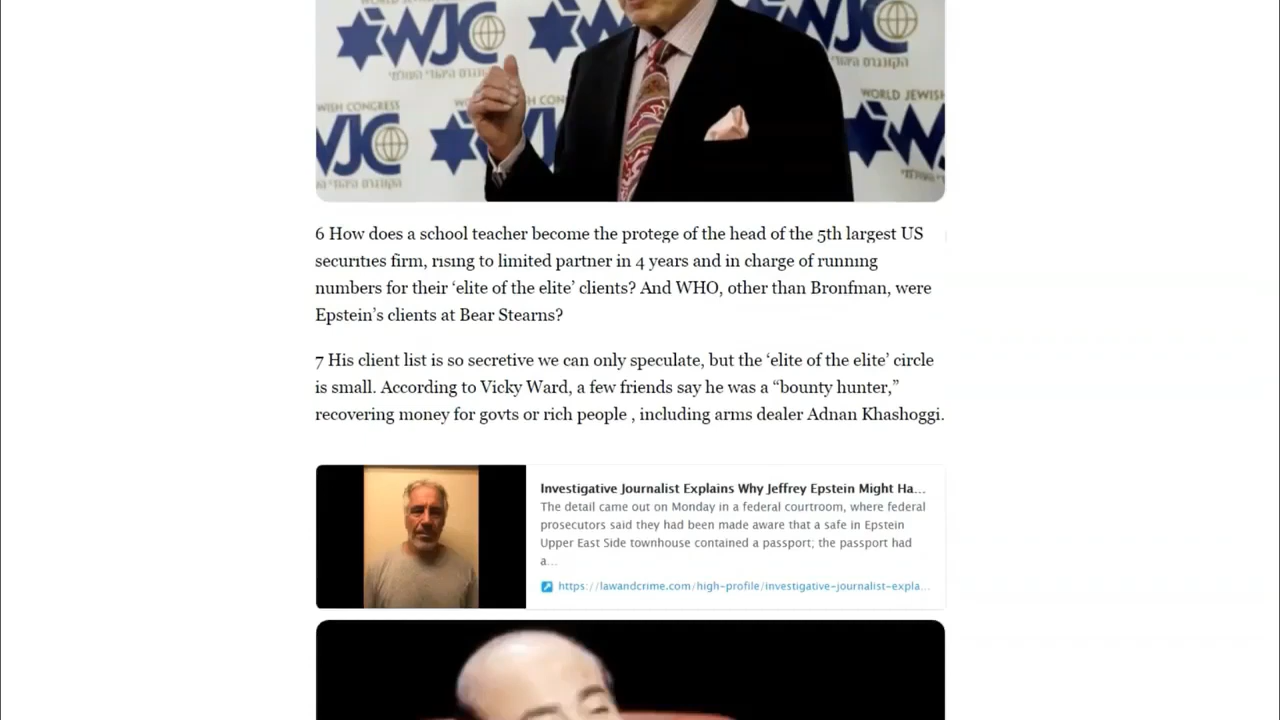 WJC
הקונגרס היהודי העולמי
WORLD JEWISH
הקונגרס היהודי
WJC
6 How does a school teacher become the protege of the head of the 5th largest US
securities firm, rising to limited partner in 4 years and in charge of running
numbers for their ‘elite of the elite’ clients? And WHO, other than Bronfman, were
Epstein’s clients at Bear Stearns?
7 His client list is so secretive we can only speculate, but the ‘elite of the elite’ circle
is small. According to Vicky Ward, a few friends say he was a “bounty hunter,”
recovering money for govts or rich people , including arms dealer Adnan Khashoggi.
Investigative Journalist Explains Why Jeffrey Epstein Might Ha...
The detail came out on Monday in a federal courtroom, where federal
prosecutors said they had been made aware that a safe in Epstein
Upper East Side townhouse contained a passport; the passport had
a...
https://lawandcrime.com/high-profile/investigative-journalist-expla...